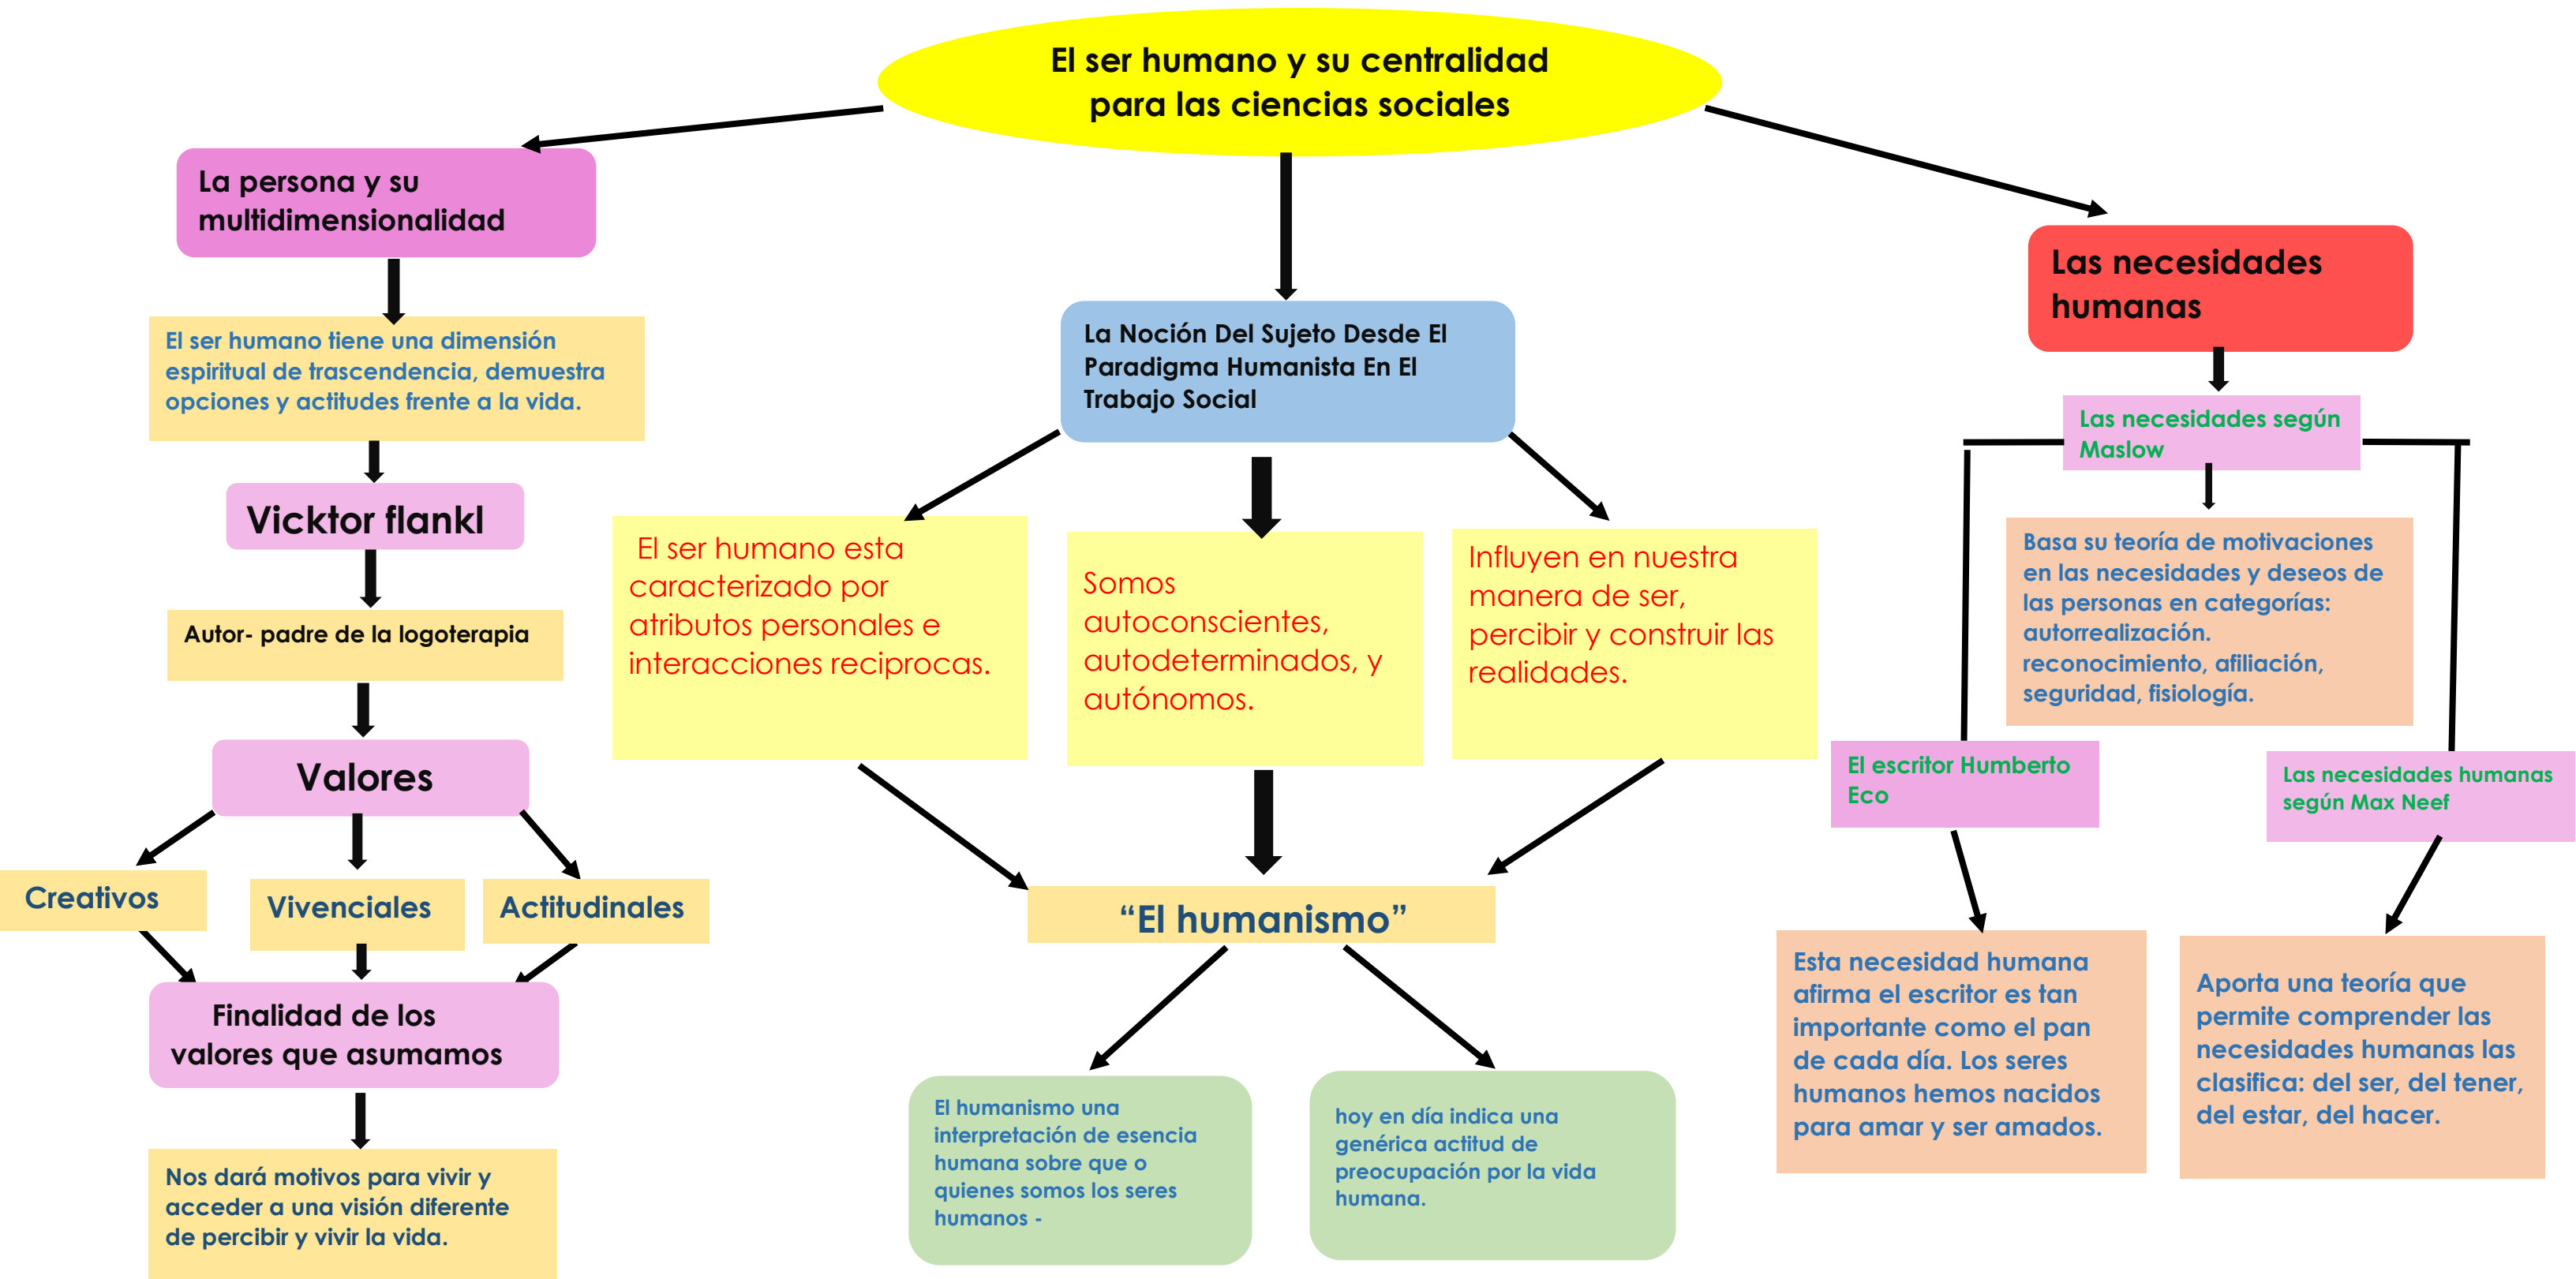 El ser humano y su centralidad
para las ciencias sociales
La persona y su
multidimensionalidad
El ser humano tiene una dimensión
espiritual de trascendencia, demuestra
opciones y actitudes frente a la vida.
Vicktor flankl
Autor- padre de la logoterapia
Valores
Creativos
Vivenciales
Actitudinales
Finalidad de los
valores que asumamos
Nos dará motivos para vivir y
acceder a una visión diferente
de percibir y vivir la vida.
La Noción Del Sujeto Desde El
Paradigma Humanista En El
Trabajo Social
El ser humano esta
caracterizado por
atributos personales e
interacciones reciprocas.
Somos
autoconscientes,
autodeterminados, y
autónomos.
Influyen en nuestra
manera de ser,
percibir y construir las
realidades.
“El humanismo”
El humanismo una
interpretación de esencia
humana sobre que o
quienes somos los seres
humanos -
hoy en día indica una
genérica actitud de
preocupación por la vida
humana.
Las necesidades
humanas
Las necesidades según
Maslow
Basa su teoría de motivaciones
en las necesidades y deseos de
las personas en categorías:
autorrealización.
reconocimiento, afiliación,
seguridad, fisiología.
El escritor Humberto
Eco
Esta necesidad humana
afirma el escritor es tan
importante como el pan
de cada día. Los seres
humanos hemos nacidos
para amar y ser amados.
Las necesidades humanas
según Max Neef
Aporta una teoría que
permite comprender las
necesidades humanas las
clasifica: del ser, del tener,
del estar, del hacer.